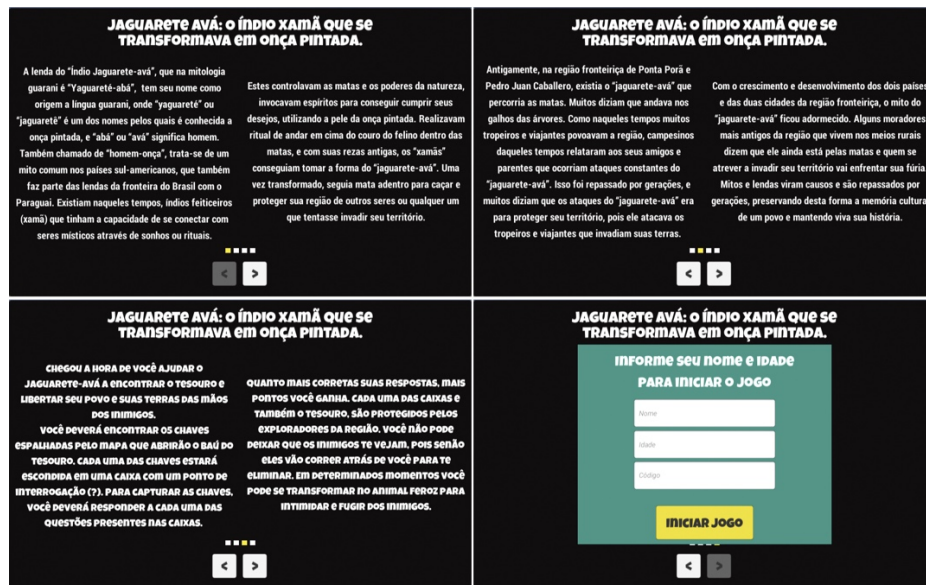 JAGUARETE AVÁ: O ÍNDIO XAMÃ QUE SE
TRANSFORMAVA EM ONÇA PINTADA.
A lenda do "Índio Jaguarete-avá", que na mitologia
guarani é "Yaguareté-abá", tem seu nome como
origem a língua guarani, onde "yaguareté" ou
"jaguaretê" é um dos nomes pelos quais é conhecida a
onça pintada, e "abá" ou "avá" significa homem.
Também chamado de "homem-onça", trata-se de um
mito comum nos países sul-americanos, que também
faz parte das lendas da fronteira do Brasil com o
Paraguai. Existiam naqueles tempos, índios feiticeiros
(xamã) que tinham a capacidade de se conectar com
seres místicos através de sonhos ou rituais.
Estes controlavam as matas e os poderes da natureza,
invocavam espíritos para conseguir cumprir seus
desejos, utilizando a pele da onça pintada. Realizavam
ritual de andar em cima do couro do felino dentro das
matas, e com suas rezas antigas, os "xamãs"
conseguiam tomar a forma do "jaguarete-avá". Uma
vez transformado, seguia mata adentro para caçar e
proteger sua região de outros seres ou qualquer um
que tentasse invadir seu território.
< >
JAGUARETE AVÁ: O ÍNDIO XAMÃ QUE SE
TRANSFORMAVA EM ONÇA PINTADA.
Antigamente, na região fronteiriça de Ponta Porã e
Pedro Juan Caballero, existia o "jaguarete-avá" que
percorria as matas. Muitos diziam que andava nos
galhos das árvores. Como naqueles tempos muitos
tropeiros e viajantes povoavam a região, campesinos
daqueles tempos relataram aos seus amigos e
parentes que ocorriam ataques constantes do
"jaguarete-avá". Isso foi repassado por gerações, e
muitos diziam que os ataques do "jaguarete-avá" era
para proteger seu território, pois ele atacava os
tropeiros e viajantes que invadiam suas terras.
Com o crescimento e desenvolvimento dos dois países
e das duas cidades da região fronteiriça, o mito do
"jaguarete-avá" ficou adormecido. Alguns moradores
mais antigos da região que vivem nos meios rurais
dizem que ele ainda está pelas matas e quem se
atrever a invadir seu território vai enfrentar sua fúria.
Mitos e lendas viram causos e são repassados por
gerações, preservando desta forma a memória cultura
de um povo e mantendo viva sua história.
< >
JAGUARETE AVÁ: O ÍNDIO XAMÃ QUE SE
TRANSFORMAVA EM ONÇA PINTADA.
CHEGOU A HORA DE VOCÊ AJUDAR O
JAGUARETE-AVÁ A ENCONTRAR O TESOURO E
LIBERTAR SEU POVO E SUAS TERRAS DAS MÃOS
DOS INIMIGOS.
VOCÊ DEVERÁ ENCONTRAR OS CHAVES
ESPALHADAS PELO MAPA QUE ABRIRÃO O BAÚ DO
TESOURO. CADA UMA DAS CHAVES ESTARÁ
ESCONDIDA EM UMA CAIXA COM UM PONTO DE
INTERROGAÇÃO (?). PARA CAPTURAR AS CHAVES,
VOCÊ DEVERÁ RESPONDER A CADA UMA DAS
QUESTÕES PRESENTES NAS CAIXAS.
QUANTO MAIS CORRETAS SUAS RESPOSTAS, MAIS
PONTOS VOCÊ GANHA. CADA UMA DAS CAIXAS E
TAMBÉM O TESOURO, SÃO PROTEGIDOS PELOS
EXPLORADORES DA REGIÃO. VOCÊ NÃO PODE
DEIXAR QUE OS INIMIGOS TE VEJAM, POIS SENÃO
ELES VÃO CORRER ATRÁS DE VOCÊ PARA TE
ELIMINAR. EM DETERMINADOS MOMENTOS VOCÊ
PODE SE TRANSFORMAR NO ANIMAL FEROZ PARA
INTIMIDAR E FUGIR DOS INIMIGOS.
< >
JAGUARETE AVÁ: O ÍNDIO XAMÃ QUE SE
TRANSFORMAVA EM ONÇA PINTADA.
INFORME SEU NOME E IDADE
PARA INICIAR O JOGO
Nome
Idade
Código
INICIAR JOGO
< >